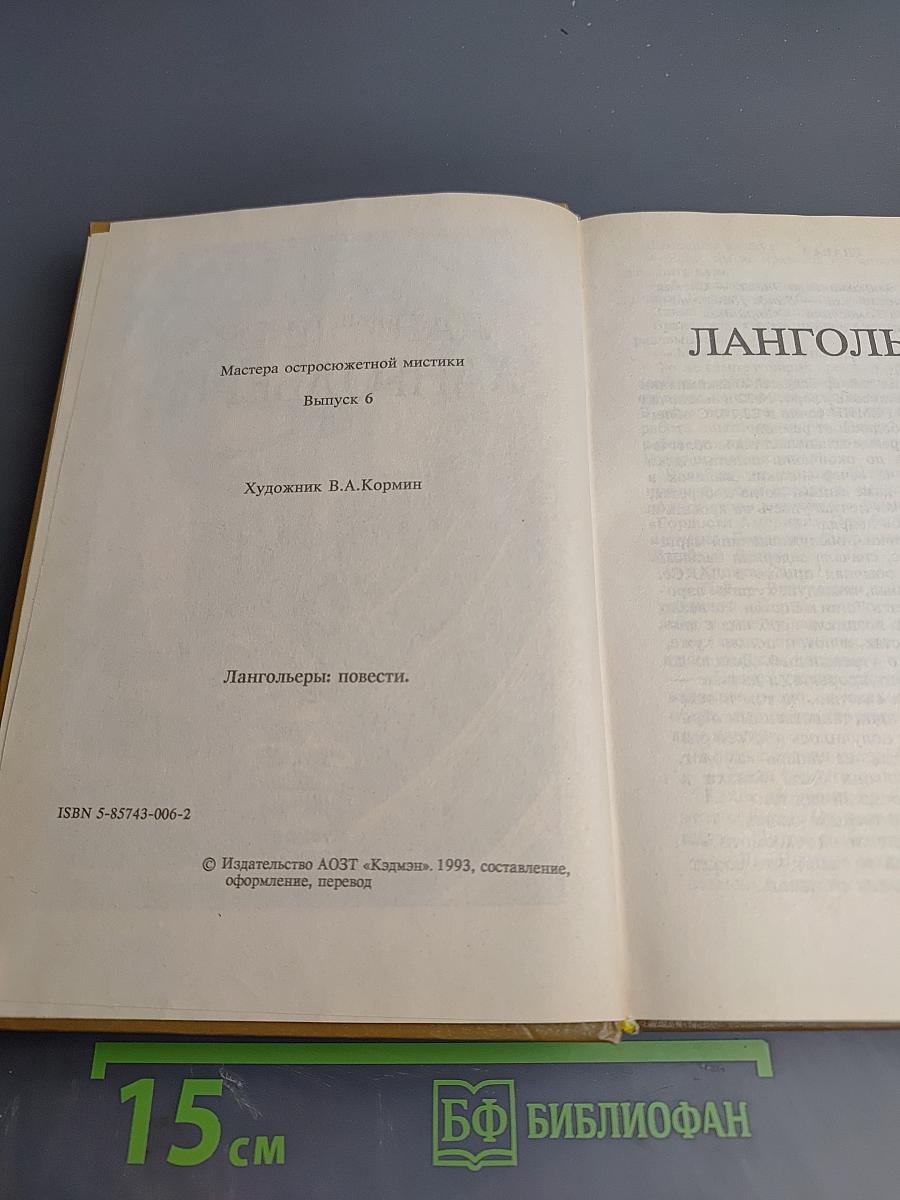 Мастера остросюжетной мистики
Выпуск 6
Художник В.А.Кормин
Лангольеры: повести.
ISBN 5-85743-006-2
© Издательство АОЗТ «Кэдмэн». 1993, составление,
оформление, перевод
ЛАНГОЛЬ
15 см
БФ БИБЛИОФАН